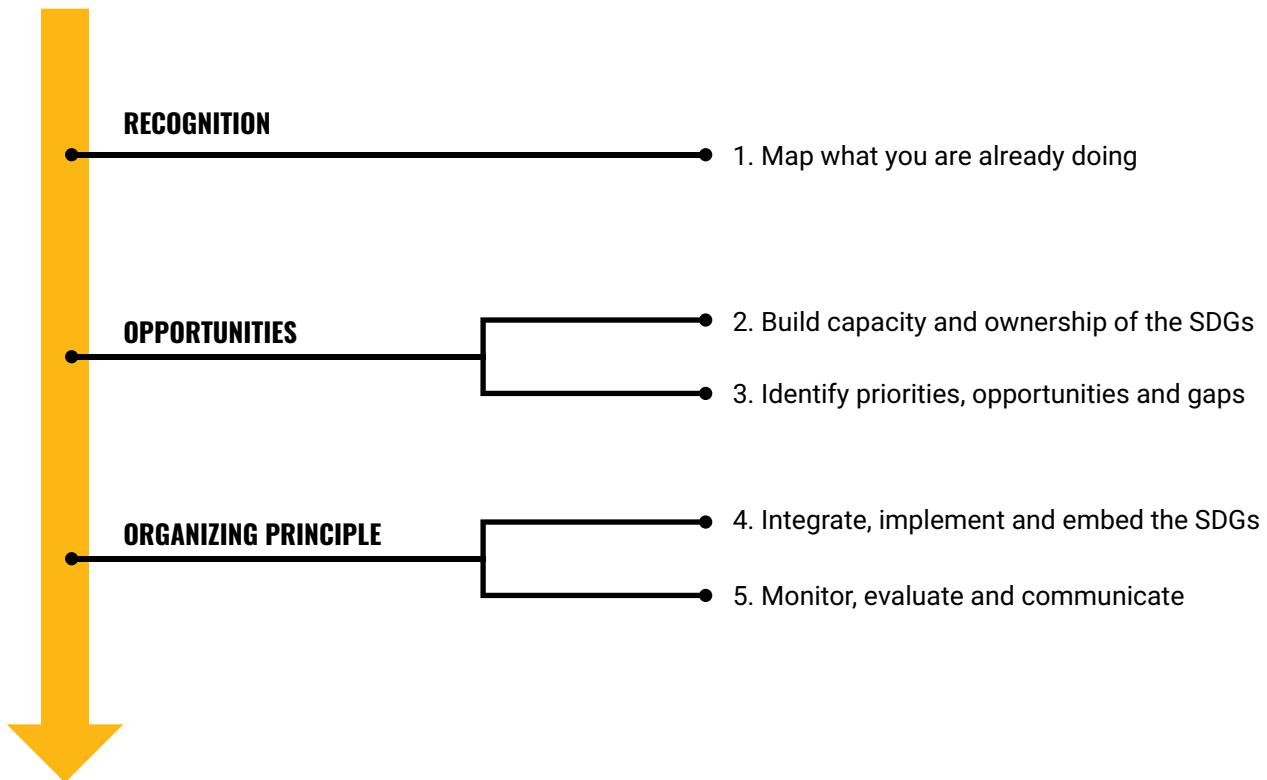 RECOGNITION
1. Map what you are already doing
OPPORTUNITIES
2. Build capacity and ownership of the SDGs
3. Identify priorities, opportunities and gaps
ORGANIZING PRINCIPLE
4. Integrate, implement and embed the SDGs
5. Monitor, evaluate and communicate